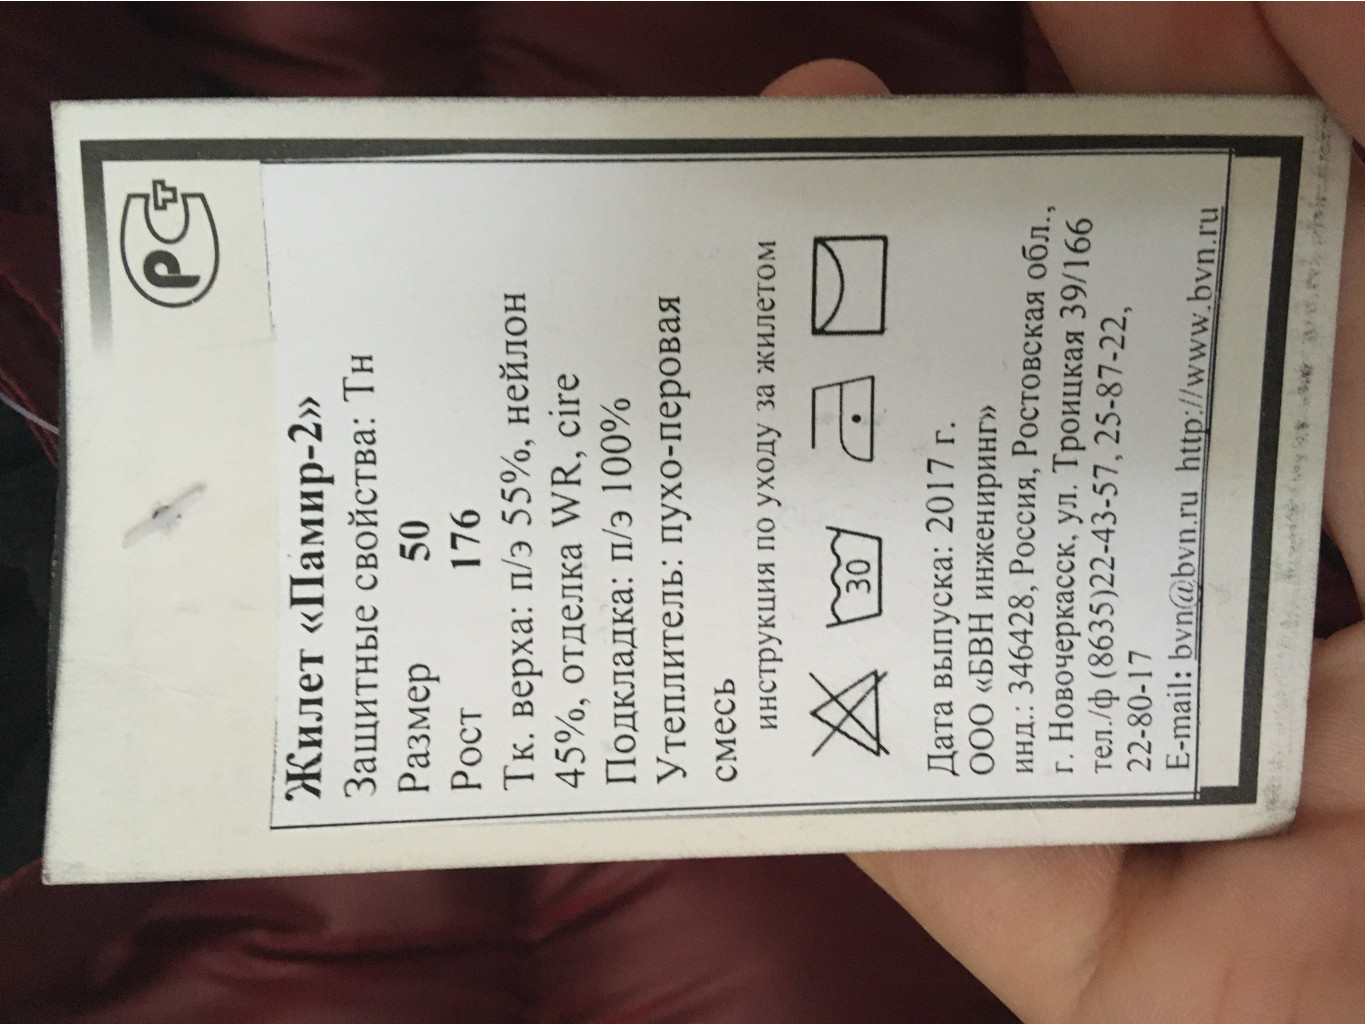 РСТ
Жилет «Памир-2»
Защитные свойства: Тн
Размер 50
Рост 176
Тк. верха: п/э 55%, нейлон
45%, отделка WR, cire
Подкладка: п/э 100%
Утеплитель: пухо-перовая
смесь
инструкция по уходу за жилетом
30
Дата выпуска: 2017 г.
ООО «БВН инжениринг»
инд.: 346428, Россия, Ростовская обл.,
г. Новочеркасск, ул. Троицкая 39/166
тел./ф (8635)22-43-57, 25-87-22,
22-80-17
E-mail: bvn@bvn.ru http://www.bvn.ru